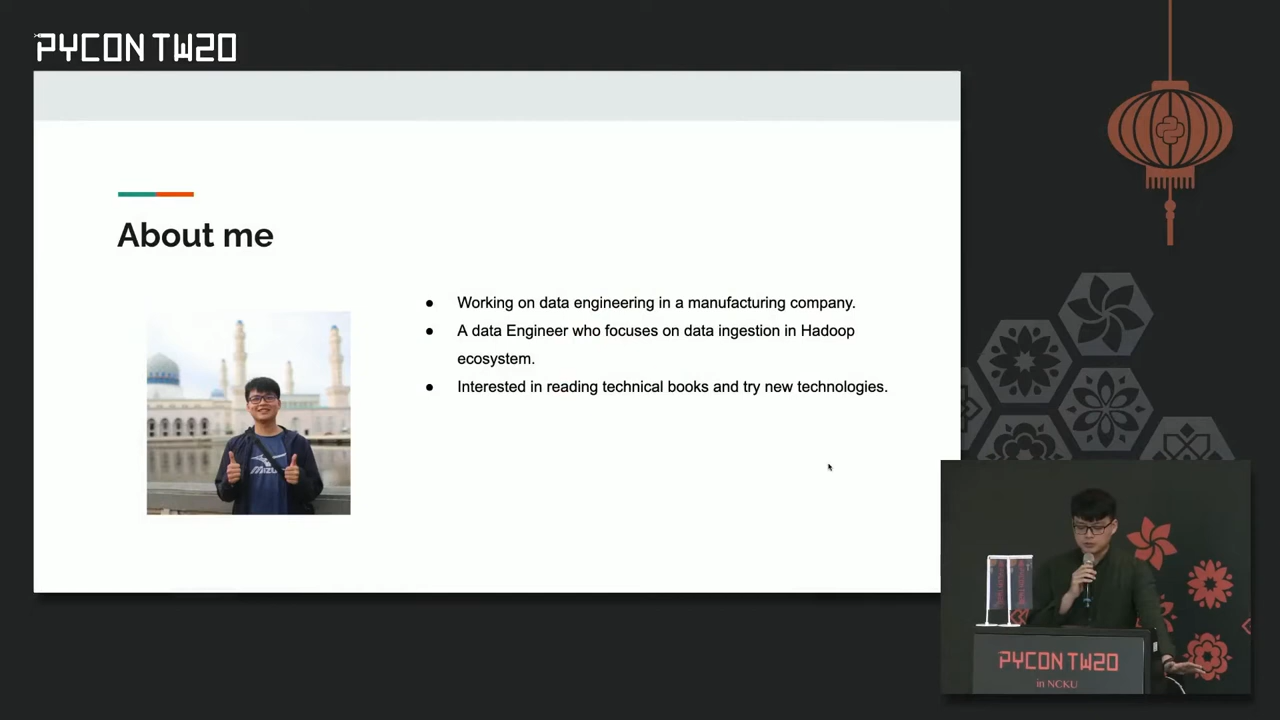 PYCON TW20
About me
● Working on data engineering in a manufacturing company.
● A data Engineer who focuses on data ingestion in Hadoop
ecosystem.
● Interested in reading technical books and try new technologies.
MIZU
PYCON TW20
in NCKU